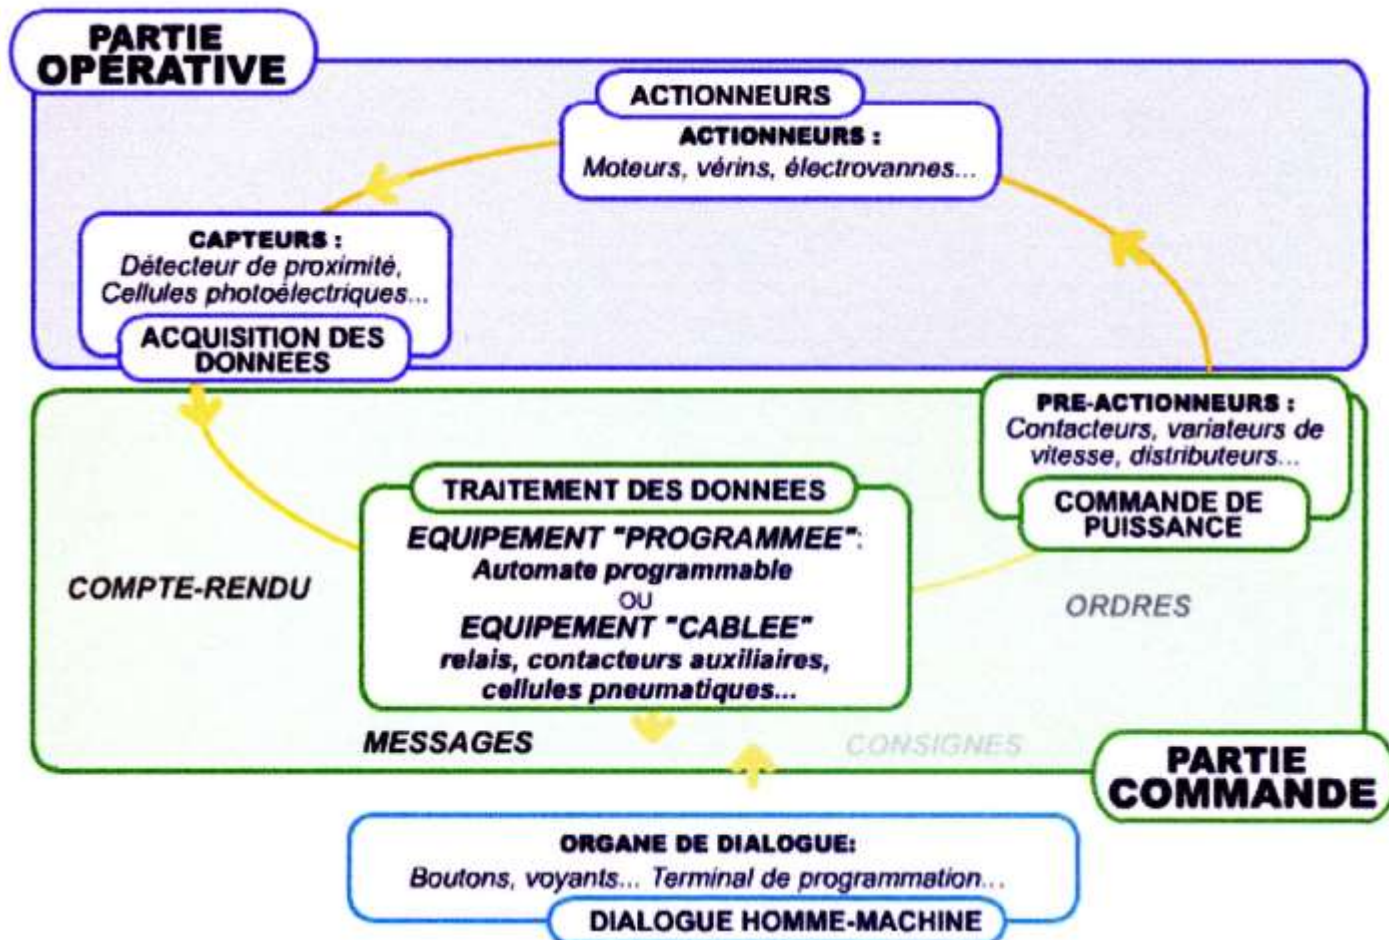 PARTIE
OPÉRATIVE
ACTIONNEURS
ACTIONNEURS :
Moteurs, vérins, électrovannes...
CAPTEURS :
Détecteur de proximité,
Cellules photoélectriques...
ACQUISITION DES
DONNEES
PRE-ACTIONNEURS :
Contacteurs, variateurs de
vitesse, distributeurs...
COMMANDE DE
PUISSANCE
TRAITEMENT DES DONNEES
EQUIPEMENT "PROGRAMMEE":
Automate programmable
OU
EQUIPEMENT "CABLEE"
relais, contacteurs auxiliaires,
cellules pneumatiques...
COMPTE-RENDU
ORDRES
MESSAGES
CONSIGNES
PARTIE
COMMANDE
ORGANE DE DIALOGUE:
Boutons, voyants... Terminal de programmation...
DIALOGUE HOMME-MACHINE